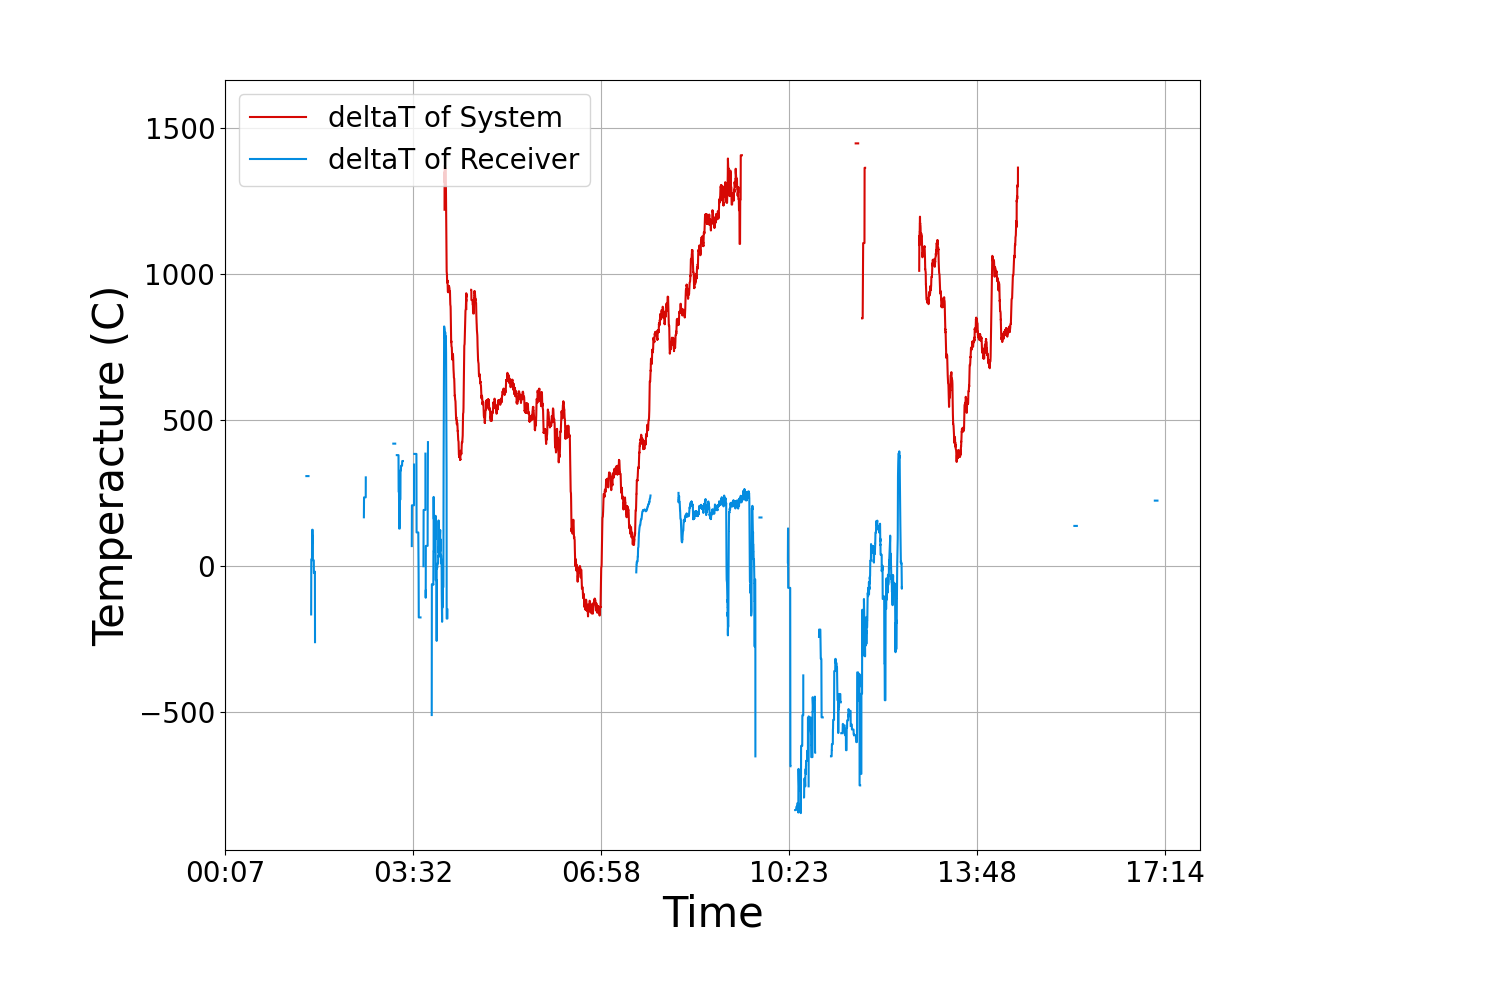 deltaT of System
deltaT of Receiver
1500
1000
500
0
−500
Temperacture (C)
00:07 03:32 06:58 10:23 13:48 17:14
Time